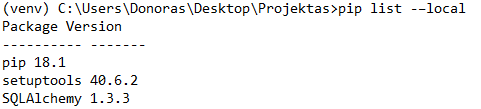 (venv) C:\Users\Donoras\Desktop\Projektas>pip list --local
Package Version
---------- -------
pip 18.1
setuptools 40.6.2
SQLAlchemy 1.3.3